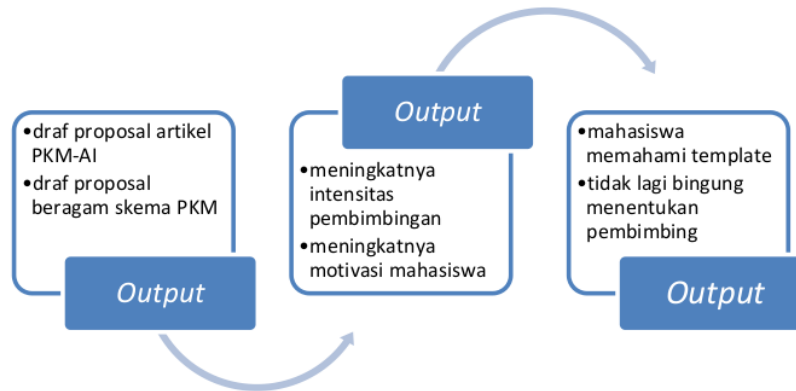 •draf proposal artikel
PKM-AI
•draf proposal
beragam skema PKM
Output
Output
•meningkatnya
intensitas
pembimbingan
•meningkatnya
motivasi mahasiswa
•mahasiswa
memahami template
•tidak lagi bingung
menentukan
pembimbing
Output